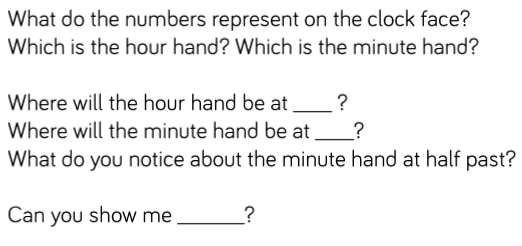 What do the numbers represent on the clock face?
Which is the hour hand? Which is the minute hand?
Where will the hour hand be at ____ ?
Where will the minute hand be at ____?
What do you notice about the minute hand at half past?
Can you show me _______?